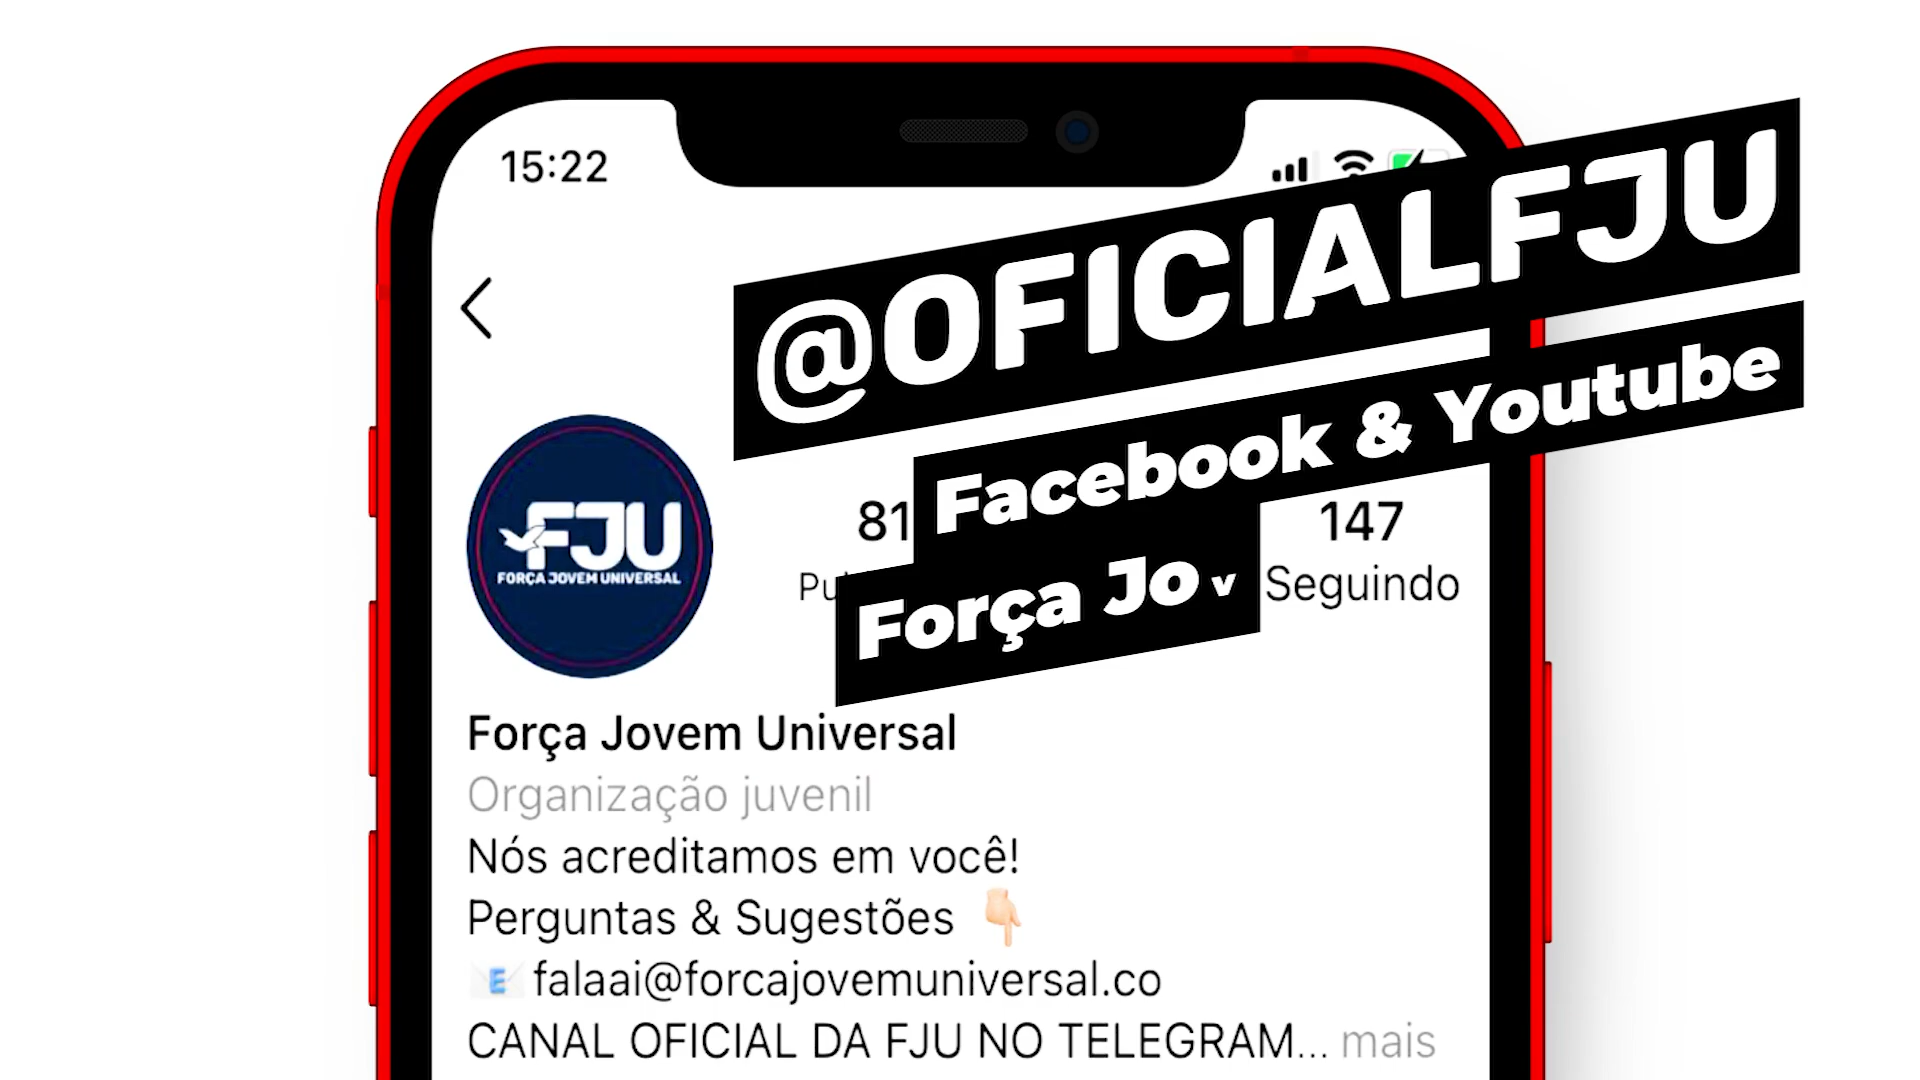 15:22
@OFICIALFJU
Facebook & Youtube
Força Jov
FJU
FORÇA JOVEM UNIVERSAL
81
147
Seguindo
Força Jovem Universal
Organização juvenil
Nós acreditamos em você!
Perguntas & Sugestões
falaai@forcajovemuniversal.co
CANAL OFICIAL DA FJU NO TELEGRAM... mais